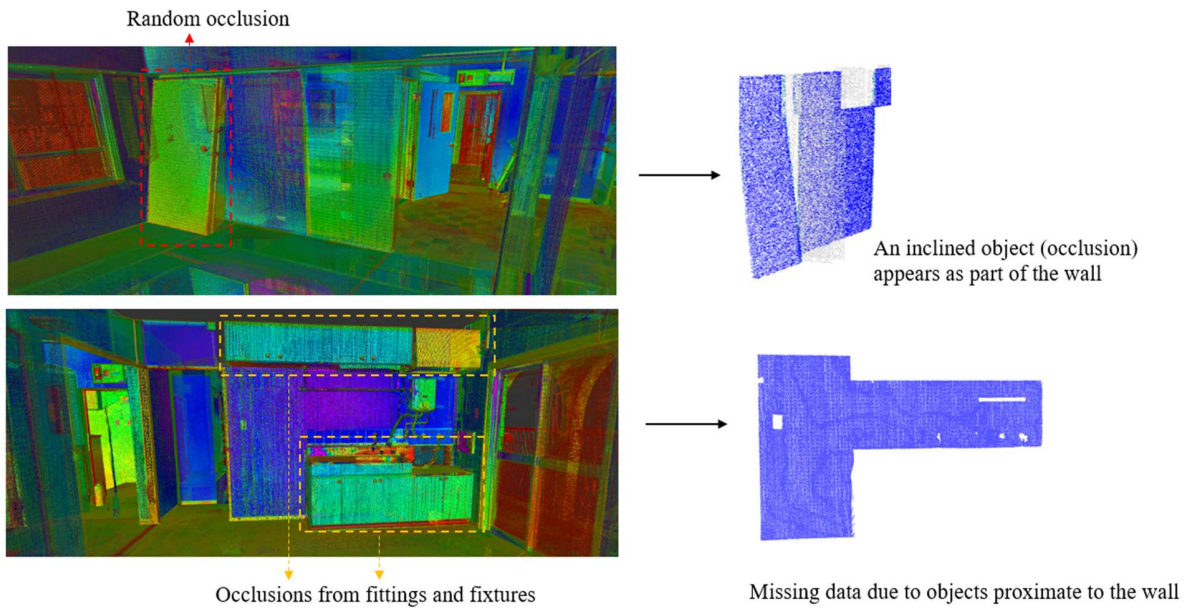 Random occlusion
An inclined object (occlusion)
appears as part of the wall
Occlusions from fittings and fixtures
Missing data due to objects proximate to the wall